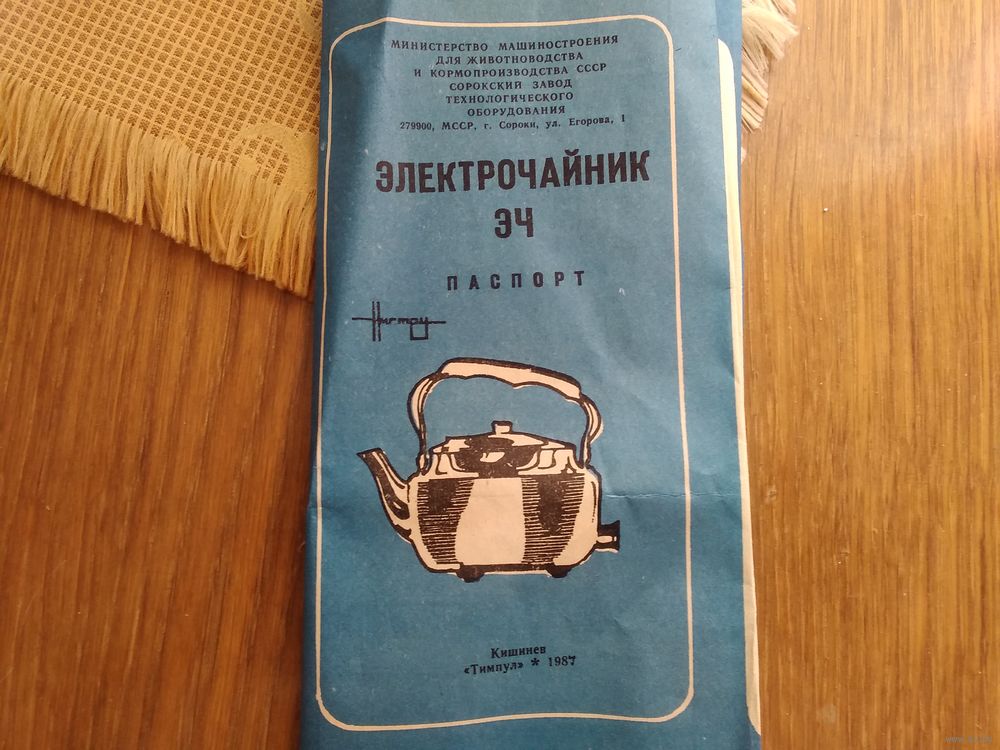 МИНИСТЕРСТВО МАШИНОСТРОЕНИЯ
ДЛЯ ЖИВОТНОВОДСТВА
И КОРМОПРОИЗВОДСТВА СССР
СОРОКСКИЙ ЗАВОД
ТЕХНОЛОГИЧЕСКОГО
ОБОРУДОВАНИЯ
279900, МССР, г. Сороки, ул. Егорова, 1
ЭЛЕКТРОЧАЙНИК
ЭЧ
ПАСПОРТ
Кишинев
«Тимпул» * 1987